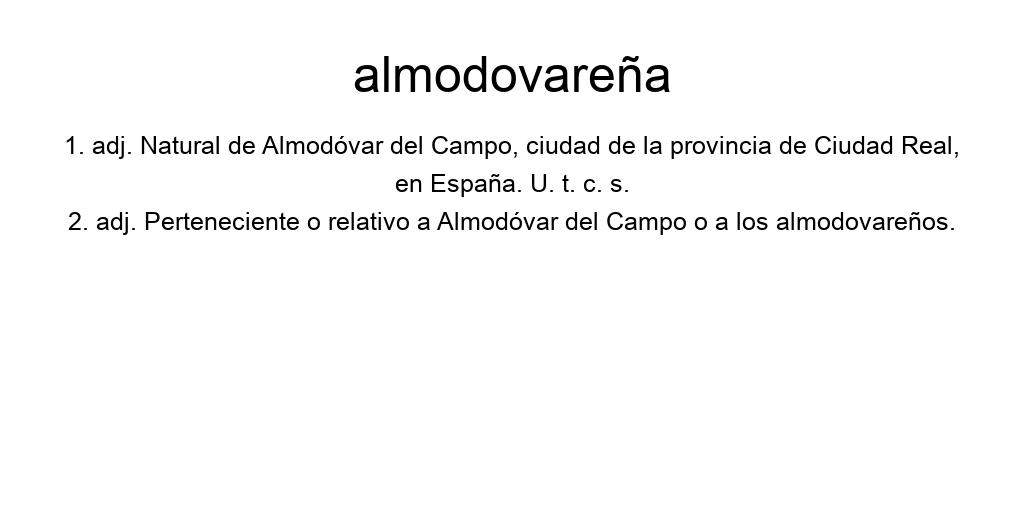 almodovareña
1. adj. Natural de Almodóvar del Campo, ciudad de la provincia de Ciudad Real,
en España. U. t. c. s.
2. adj. Perteneciente o relativo a Almodóvar del Campo o a los almodovareños.